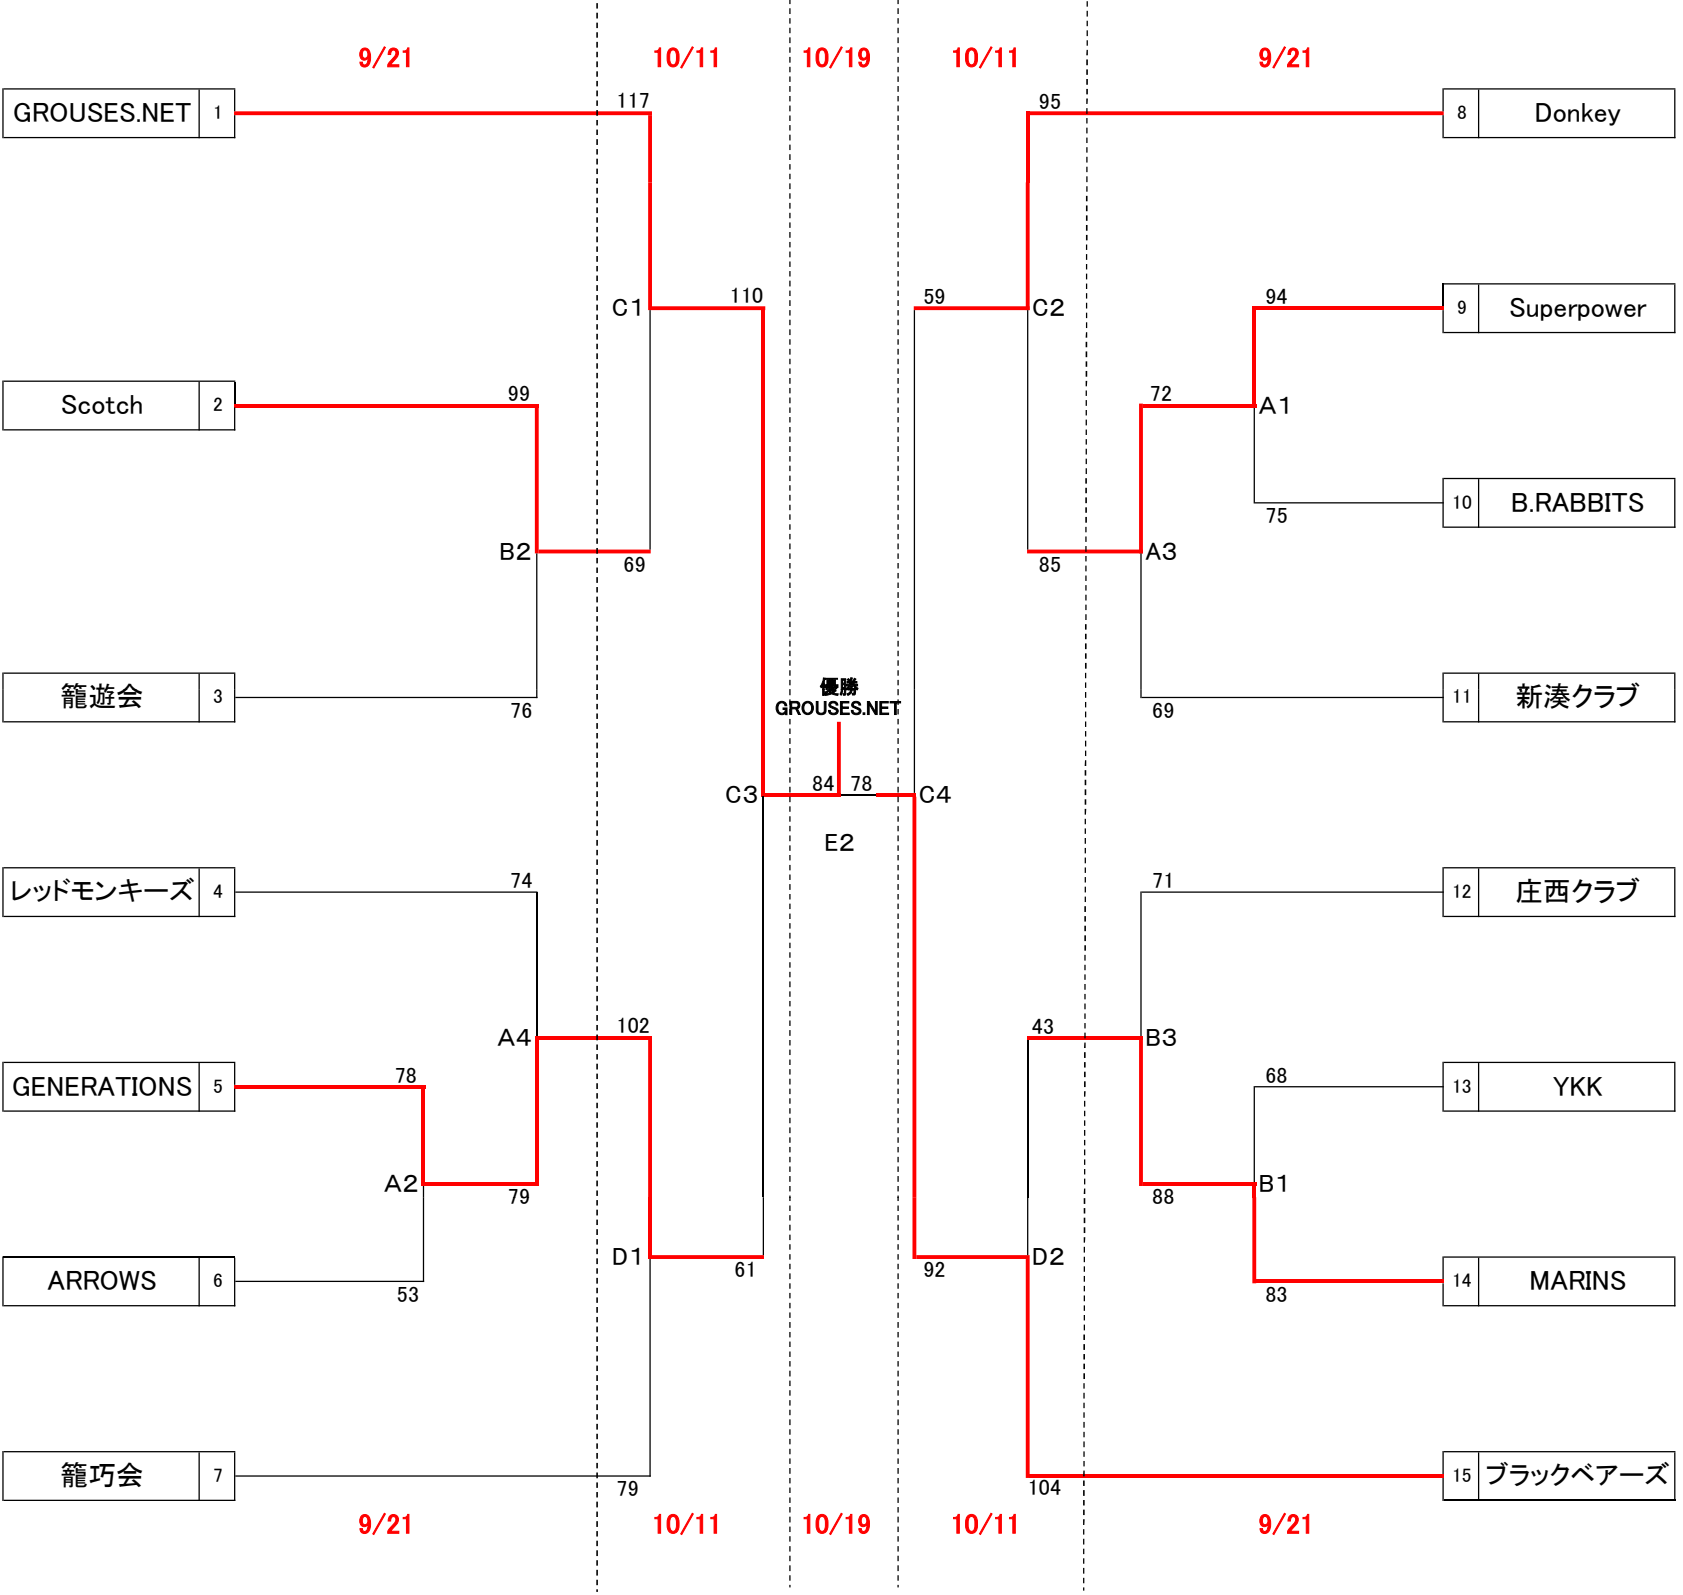 9/21 10/11 10/19 10/11 9/21
117 95
GROUSES.NET 1 8 Donkey
110 59 94
C1 C2 9 Superpower
99 72
Scotch 2 A1
10 B.RABBITS
75
B2 A3
69 85
籠遊会 3 優勝 11 新湊クラブ
76 GROUSES.NET 69
84 78
C3 C4
E2
74 71
レッドモンキーズ 4 12 庄西クラブ
102 43
A4 B3
78 68
GENERATIONS 5 13 YKK
A2 B1
79 88
D1 D2
61 92
ARROWS 6 14 MARINS
53 83
籠巧会 7 15 ブラックベアーズ
79 104
9/21 10/11 10/19 10/11 9/21